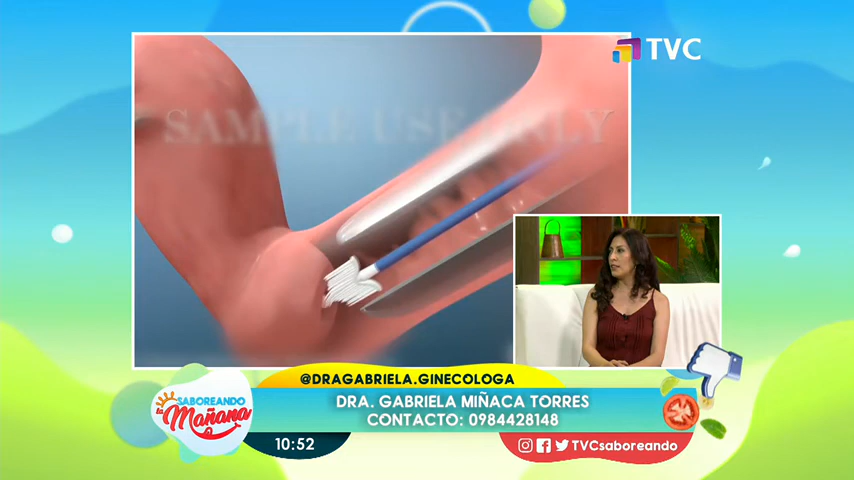 TVC
SAMPLE USE ONLY
@DRAGABRIELA.GINECOLOGA
SABOREANDO
Mañana
DRA. GABRIELA MIÑACA TORRES
CONTACTO: 0984428148
10:52
TVCsaboreando